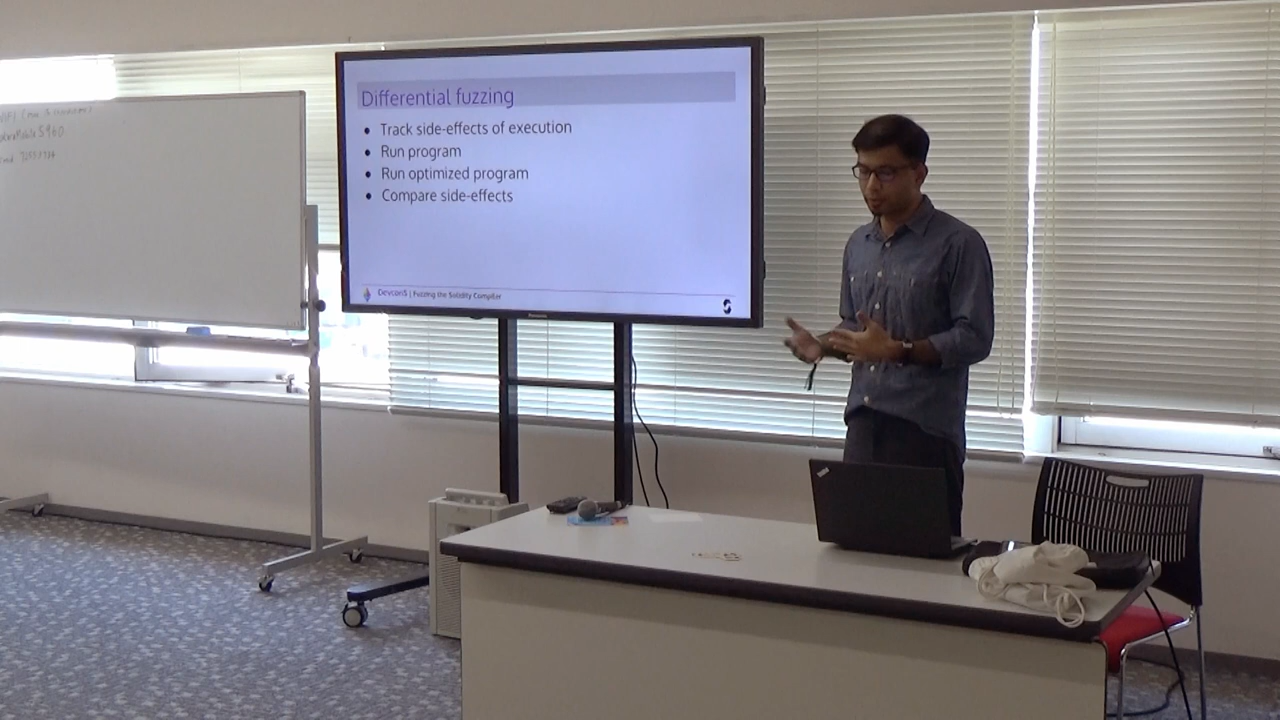 Differential fuzzing
Track side-effects of execution
Run program
Run optimized program
Compare side-effects
Devcon5 | Fuzzing the Solidity Compiler
Panasonic